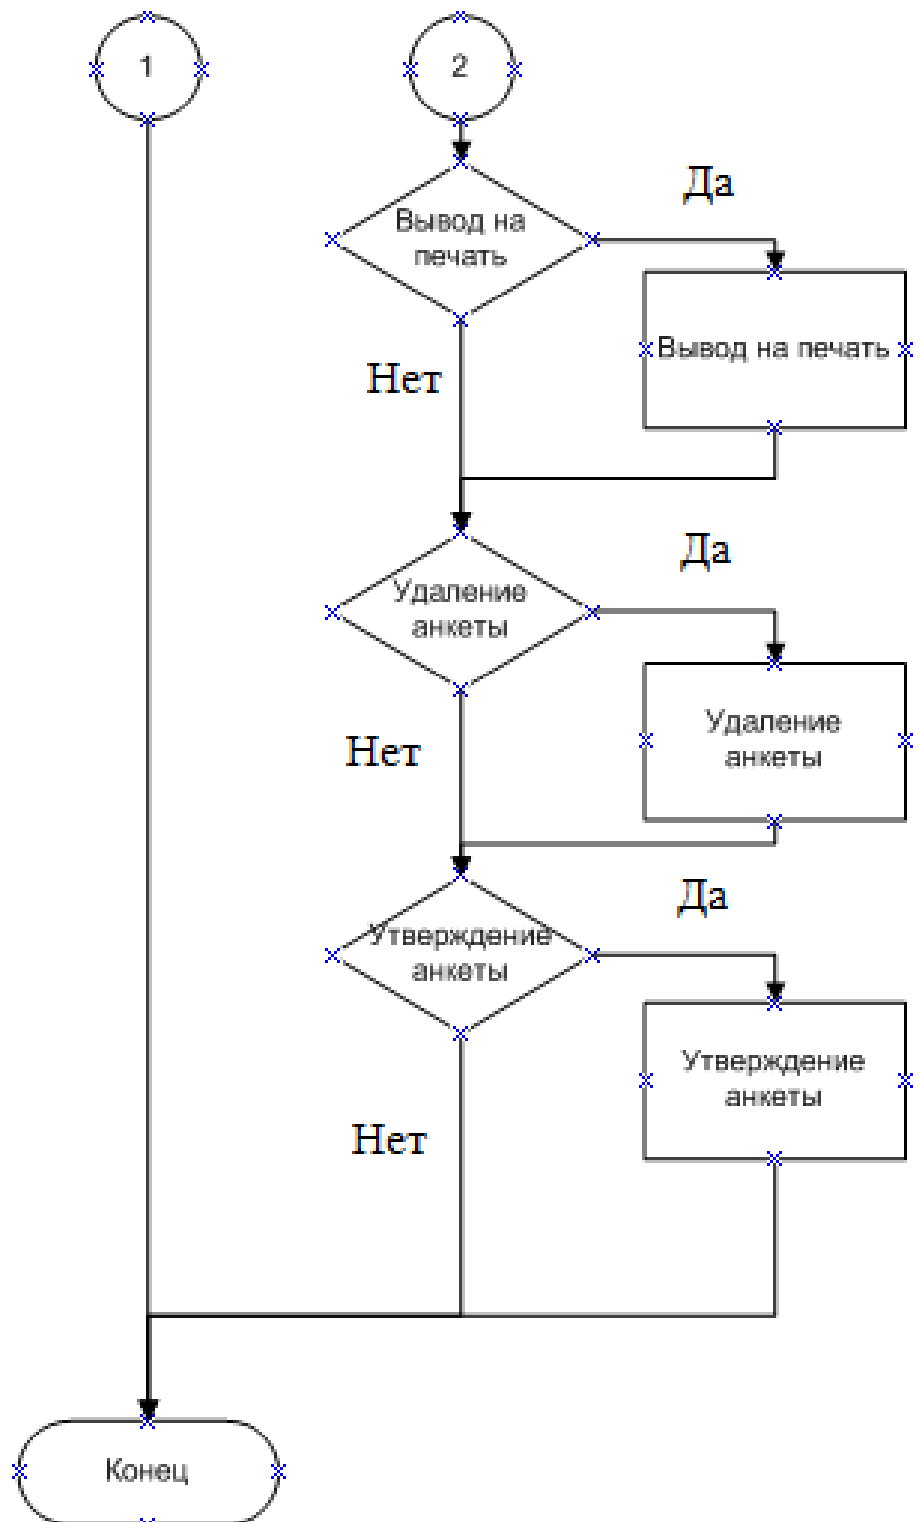 1
2
Да
Вывод на
печать
Вывод на печать
Нет
Да
Удаление
анкеты
Удаление
анкеты
Нет
Да
Утверждение
анкеты
Утверждение
анкеты
Нет
Конец